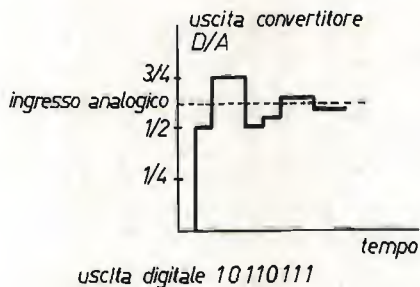 uscita convertitore
D/A
3/4
ingresso analogico
1/2
1/4
tempo
uscita digitale 10110111